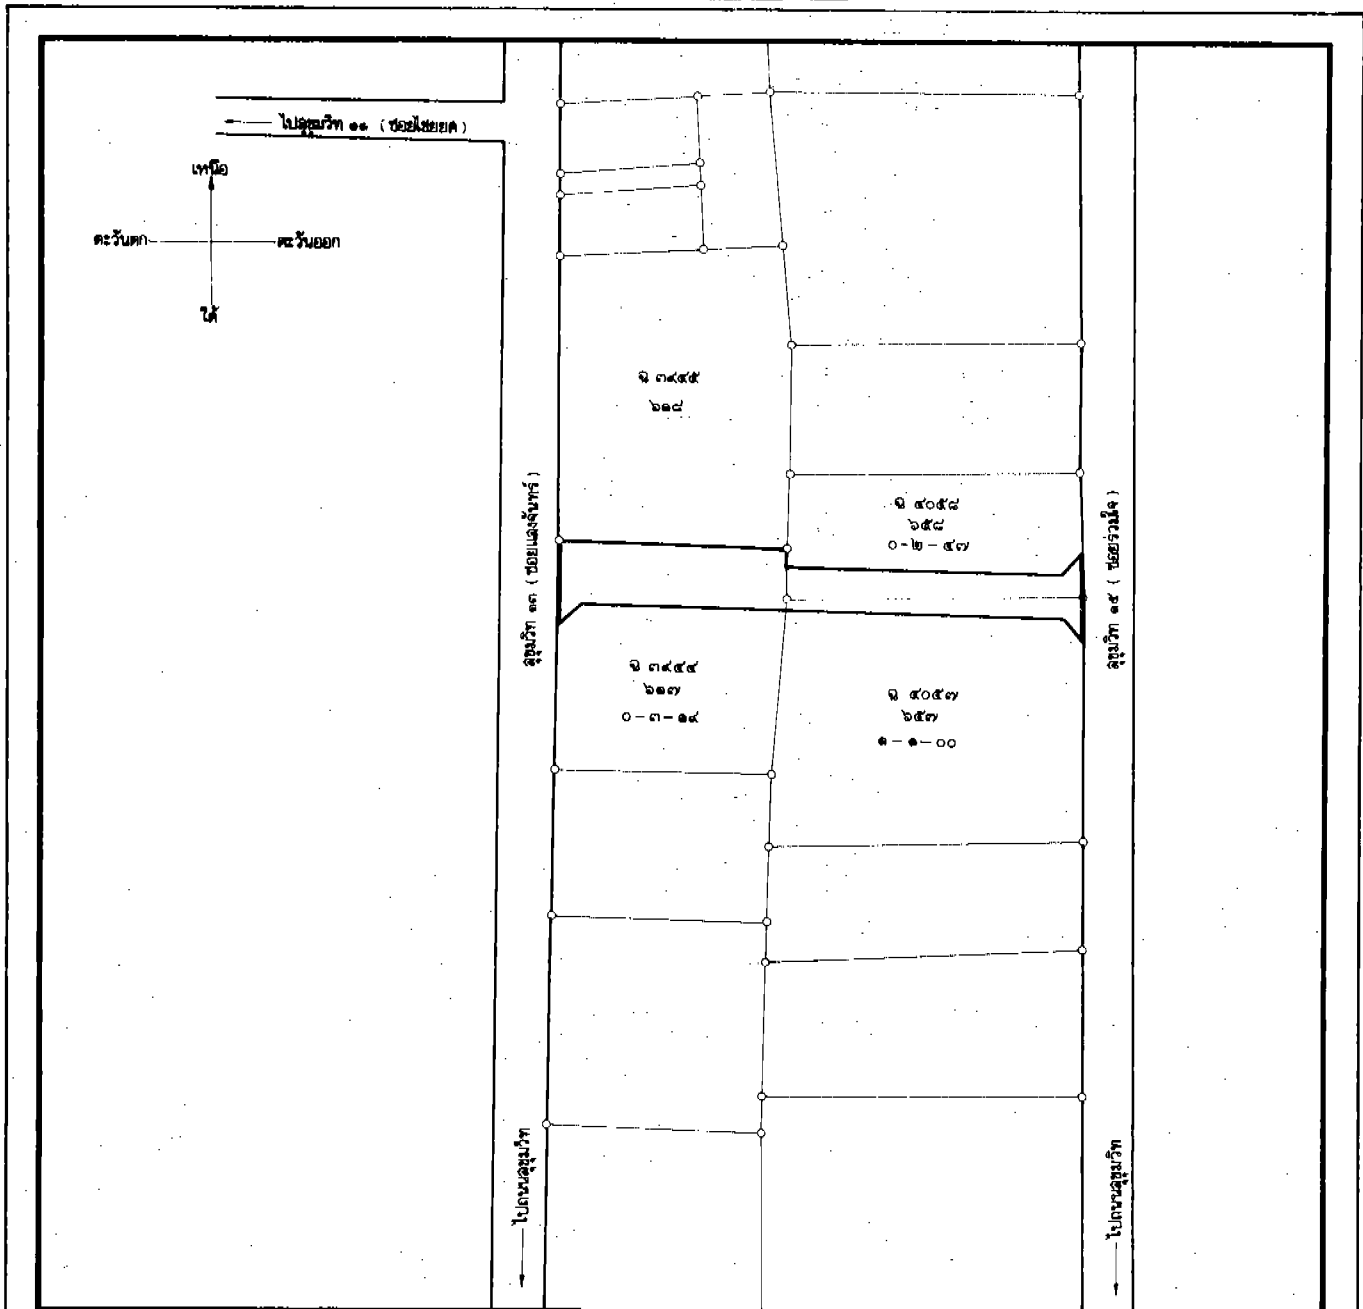 ไปสุขุมวิท ๑๑ (ซอยไชยยศ)
เหนือ
ตะวันตก
ตะวันออก
ใต้
ฉ ๓๙๕๕
๖๑๘
ฉ ๔๐๕๘
๖๕๘
๐-๒-๔๗
สุขุมวิท ๑๓ (ซอยแสงจันทร์)
สุขุมวิท ๑๕ (ซอยร่วมใจ)
ฉ ๓๙๕๔
๖๑๗
๐-๓-๑๙
ฉ ๔๐๕๗
๖๕๗
๑-๑-๐๐
ไปถนนสุขุมวิท
ไปถนนสุขุมวิท